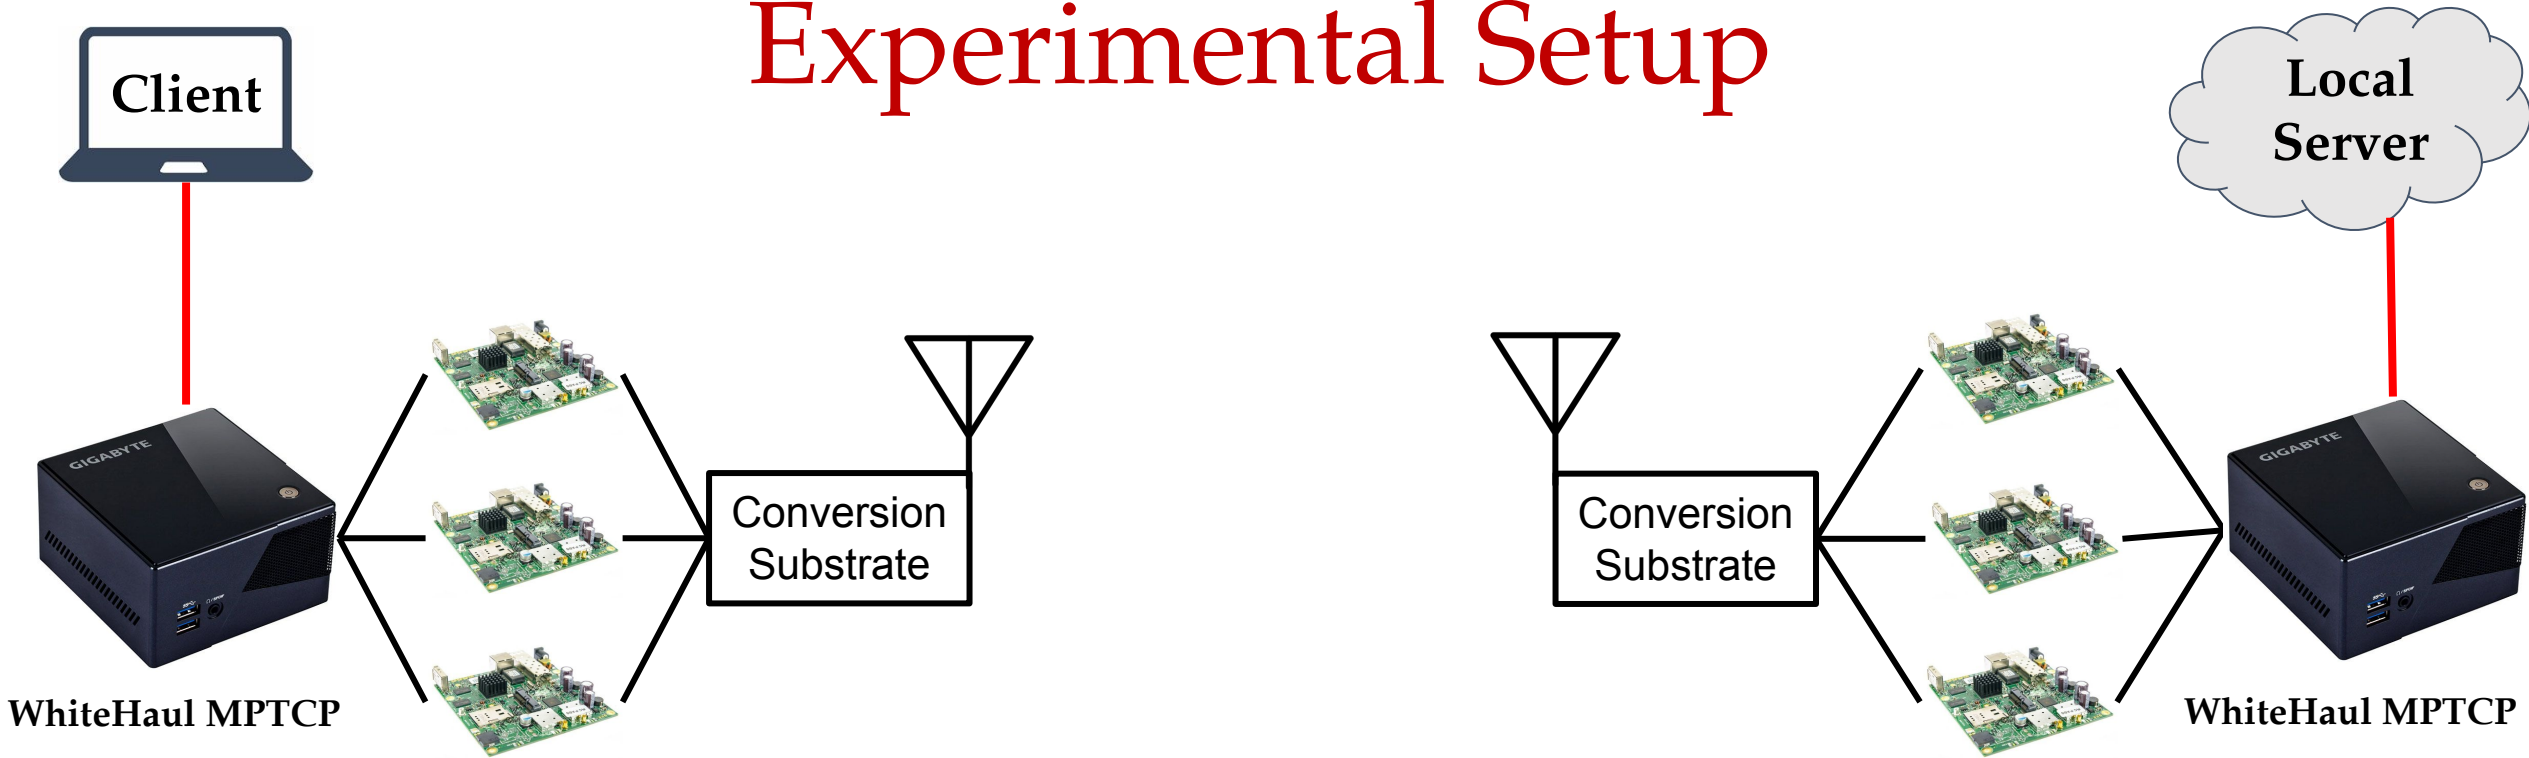 Experimental Setup
Client
Local
Server
GIGABYTE
GIGABYTE
Conversion
Substrate
Conversion
Substrate
WhiteHaul MPTCP
WhiteHaul MPTCP